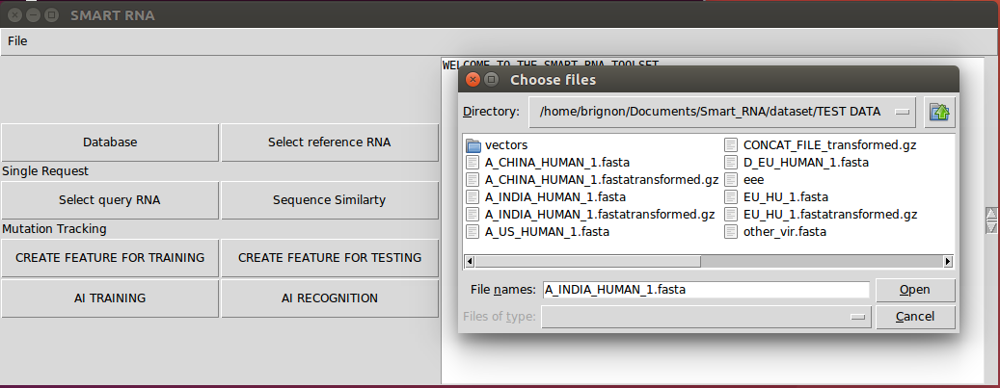 SMART RNA
File
WELCOME TO THE SMART RNA TOOLSET
Database
Select reference RNA
Single Request
Select query RNA
Sequence Similarty
Mutation Tracking
CREATE FEATURE FOR TRAINING
CREATE FEATURE FOR TESTING
AI TRAINING
AI RECOGNITION
Choose files
Directory: /home/brignon/Documents/Smart_RNA/dataset/TEST DATA
vectors
A_CHINA_HUMAN_1.fasta
A_CHINA_HUMAN_1.fastatransformed.gz
A_INDIA_HUMAN_1.fasta
A_INDIA_HUMAN_1.fastatransformed.gz
A_US_HUMAN_1.fasta
CONCAT_FILE_transformed.gz
D_EU_HUMAN_1.fasta
eee
EU_HU_1.fasta
EU_HU_1.fastatransformed.gz
other_vir.fasta
File names: A_INDIA_HUMAN_1.fasta
Open
Files of type:
Cancel